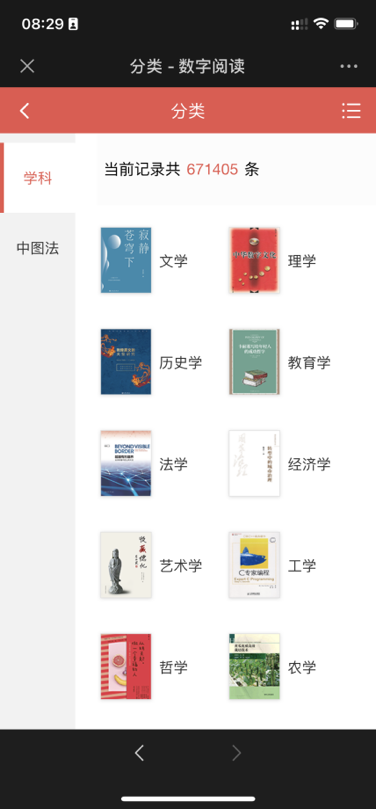 08:29
分类 - 数字阅读
分类
学科
当前记录共 671405 条
中图法
寂静
苍穹下
文学
理学
历史学
教育学
BEYOND VISIBLE
BORDER
法学
经济学
艺术学
C专家编程
工学
哲学
农学